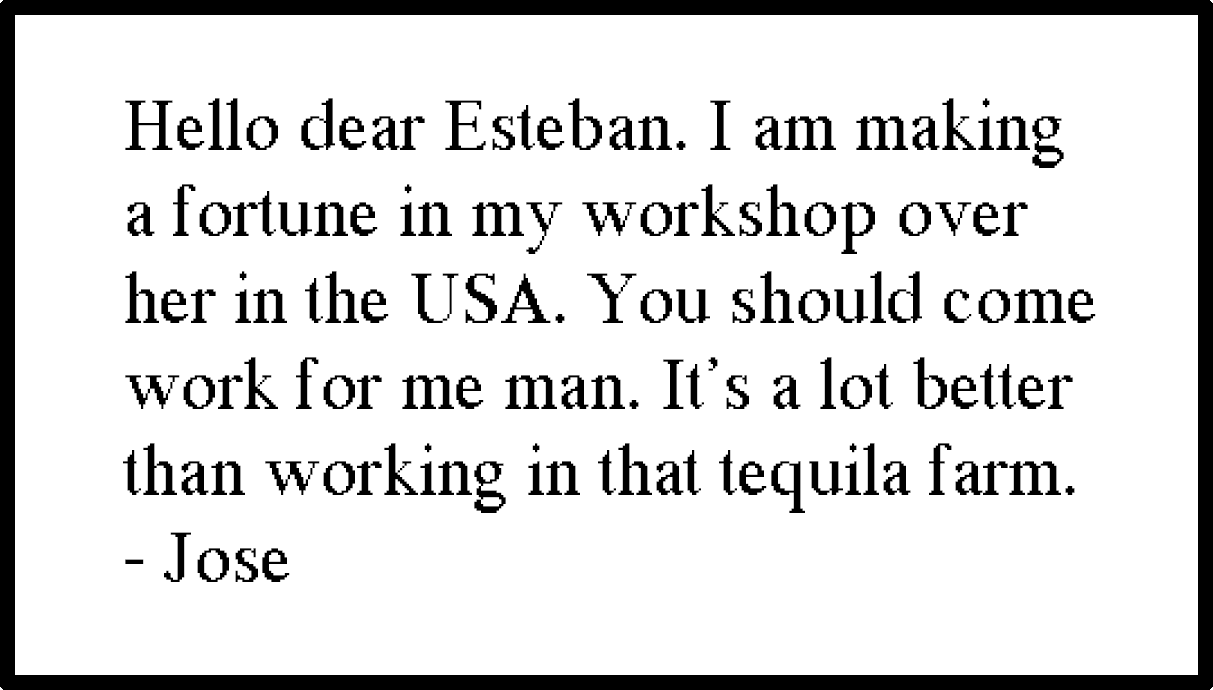 Hello dear Esteban. I am making
a fortune in my workshop over
her in the USA. You should come
work for me man. It’s a lot better
than working in that tequila farm.
- Jose